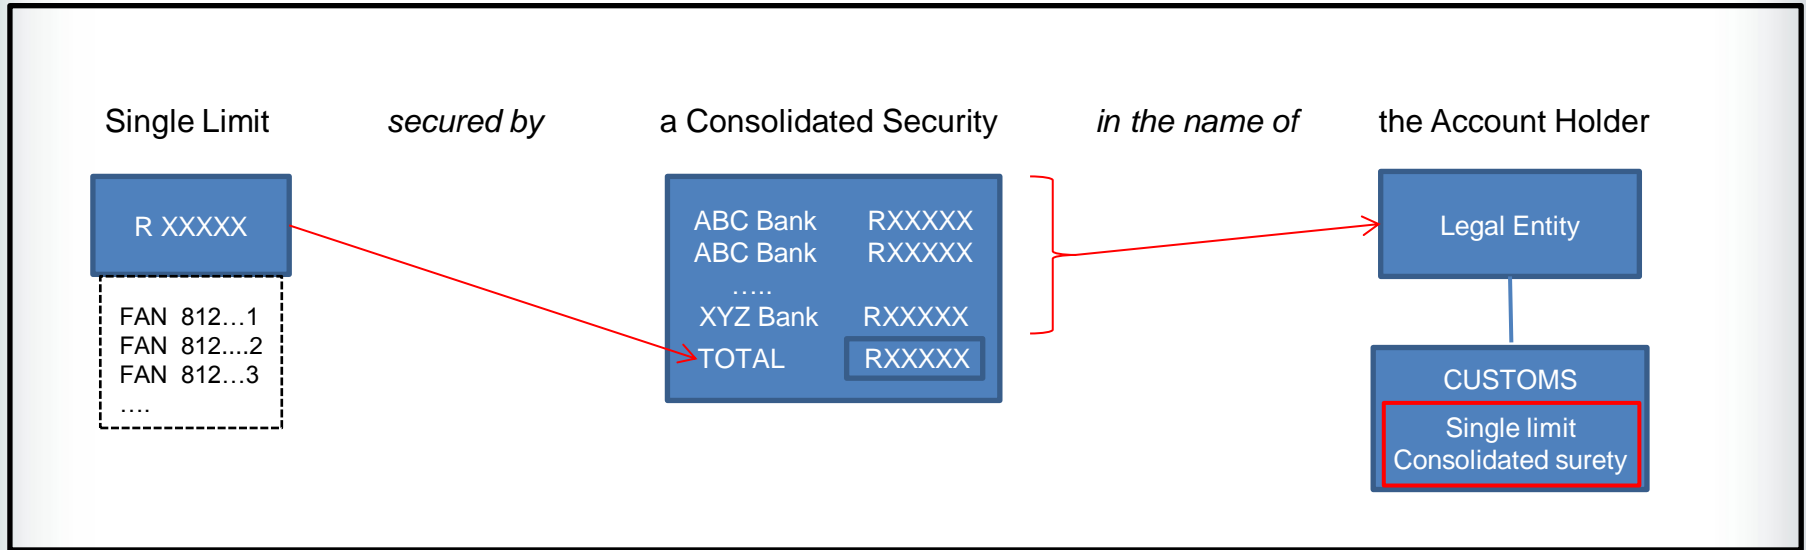 Single Limit secured by a Consolidated Security in the name of the Account Holder
R XXXXX
FAN 812…1
FAN 812....2
FAN 812…3
….
ABC Bank RXXXXX
ABC Bank RXXXXX
…..
XYZ Bank RXXXXX
TOTAL RXXXXX
Legal Entity
CUSTOMS
Single limit
Consolidated surety